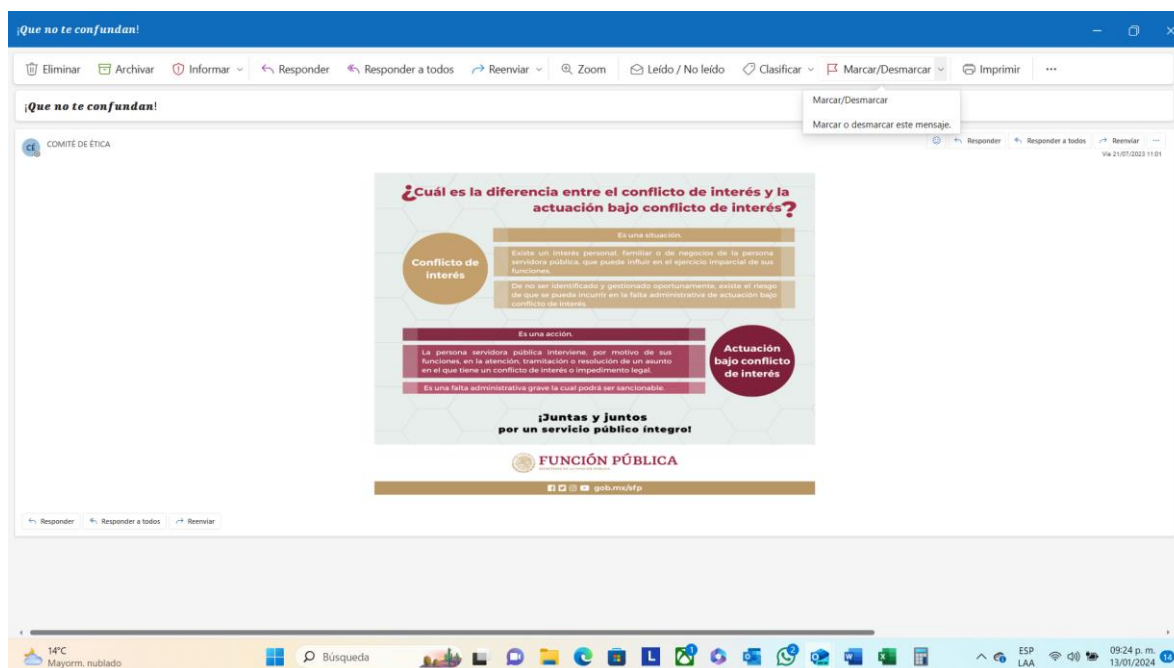 ¡Que no te confundan!
Eliminar Archivar Informar Responder Responder a todos Reenviar Zoom Leído / No leído Clasificar Marcar/Desmarcar Imprimir ...
¡Que no te confundan!
Marcar/Desmarcar
Marcar o desmarcar este mensaje.
CÉ COMITÉ DE ÉTICA
Responder Responder a todos Reenviar ...
Vie 21/07/2023 11:01
¿Cuál es la diferencia entre el conflicto de interés y la
actuación bajo conflicto de interés?
Conflicto de
interés
Es una situación.
Existe un interés personal, familiar o de negocios de la persona
servidora pública, que puede influir en el ejercicio imparcial de sus
funciones.
De no ser identificado y gestionado oportunamente, existe el riesgo
de que se pueda incurrir en la falta administrativa de actuación bajo
conflicto de interés.
Es una acción.
La persona servidora pública interviene, por motivo de sus
funciones, en la atención, tramitación o resolución de un asunto
en el que tiene un conflicto de interés o impedimento legal.
Es una falta administrativa grave la cual podrá ser sancionable.
Actuación
bajo conflicto
de interés
¡Juntas y juntos
por un servicio público íntegro!
FUNCIÓN PÚBLICA
gob.mx/sfp
Responder Responder a todos Reenviar
14°C
Mayorm. nublado
Búsqueda
ESP
LAA
09:24 p. m.
13/01/2024
14